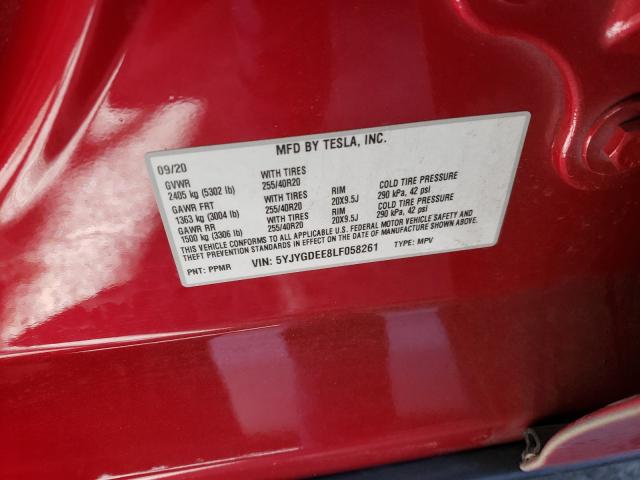 MFD BY TESLA, INC.
09/20
GVWR WITH TIRES RIM COLD TIRE PRESSURE
2405 kg (5302 lb) 255/40R20 20X9.5J 290 kPa, 42 psi
GAWR FRT WITH TIRES RIM COLD TIRE PRESSURE
1363 kg (3004 lb) 255/40R20 20X9.5J 290 kPa, 42 psi
GAWR RR WITH TIRES
1500 kg (3306 lb) 255/40R20
THIS VEHICLE CONFORMS TO ALL APPLICABLE U.S. FEDERAL MOTOR VEHICLE SAFETY AND
THEFT PREVENTION STANDARDS IN EFFECT ON THE DATE OF MANUFACTURE SHOWN ABOVE.
PNT: PPMR VIN: 5YJYGDEE8LF058261 TYPE: MPV